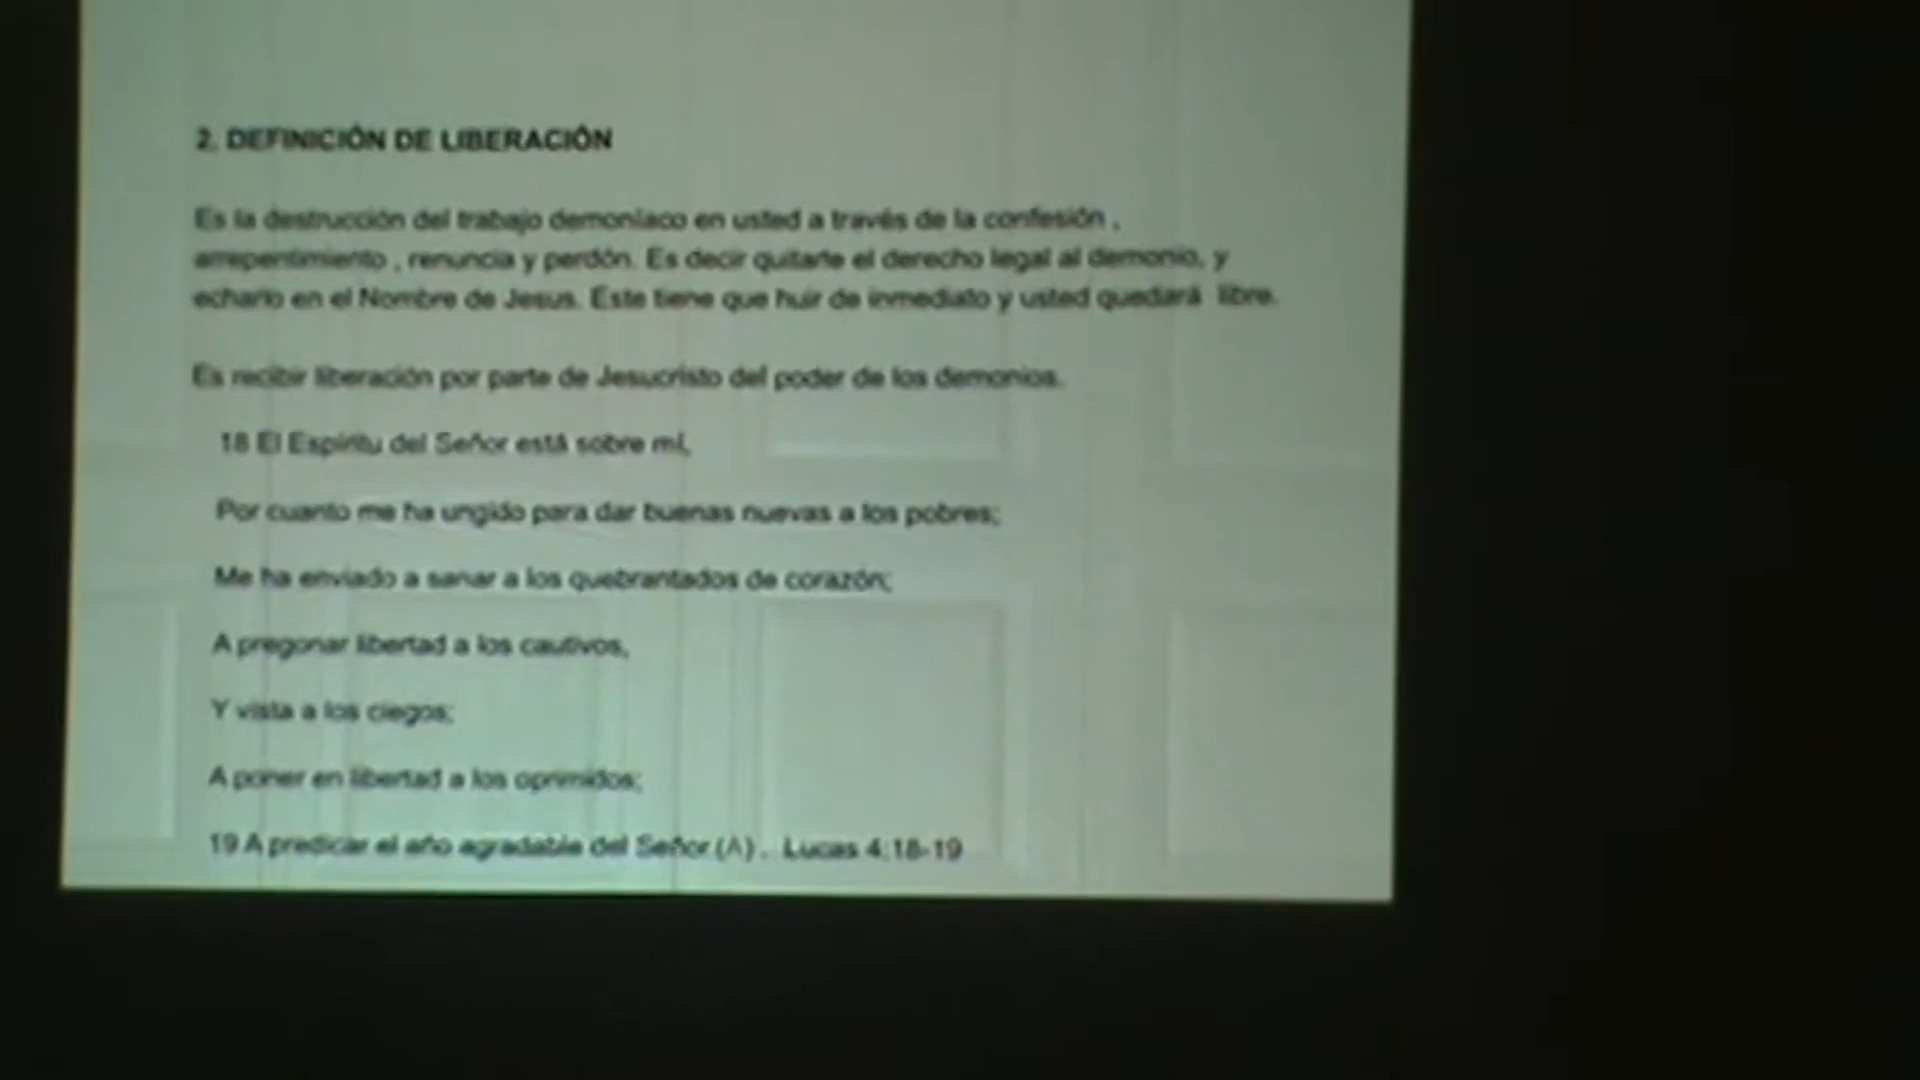 2. DEFINICIÓN DE LIBERACIÓN
Es la destrucción del trabajo demoníaco en usted a través de la confesión ,
arrepentimiento , renuncia y perdón. Es decir quitarle el derecho legal al demonio, y
echarlo en el Nombre de Jesus. Este tiene que huir de inmediato y usted quedará libre.
Es recibir liberación por parte de Jesucristo del poder de los demonios.
18 El Espíritu del Señor está sobre mí,
Por cuanto me ha ungido para dar buenas nuevas a los pobres;
Me ha enviado a sanar a los quebrantados de corazón;
A pregonar libertad a los cautivos,
Y vista a los ciegos;
A poner en libertad a los oprimidos;
19 A predicar el año agradable del Señor.(A) . Lucas 4:18-19